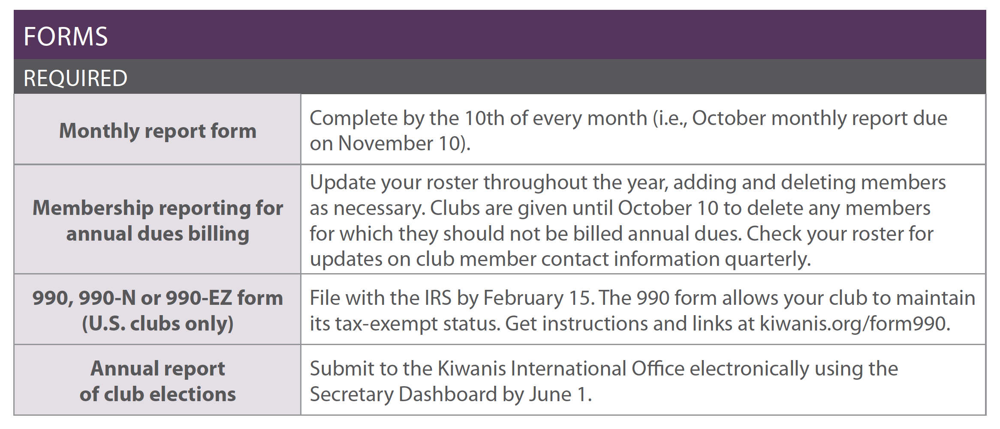 FORMS
REQUIRED
Monthly report form
Complete by the 10th of every month (i.e., October monthly report due
on November 10).
Membership reporting for
annual dues billing
Update your roster throughout the year, adding and deleting members
as necessary. Clubs are given until October 10 to delete any members
for which they should not be billed annual dues. Check your roster for
updates on club member contact information quarterly.
990, 990-N or 990-EZ form
(U.S. clubs only)
File with the IRS by February 15. The 990 form allows your club to maintain
its tax-exempt status. Get instructions and links at kiwanis.org/form990.
Annual report
of club elections
Submit to the Kiwanis International Office electronically using the
Secretary Dashboard by June 1.